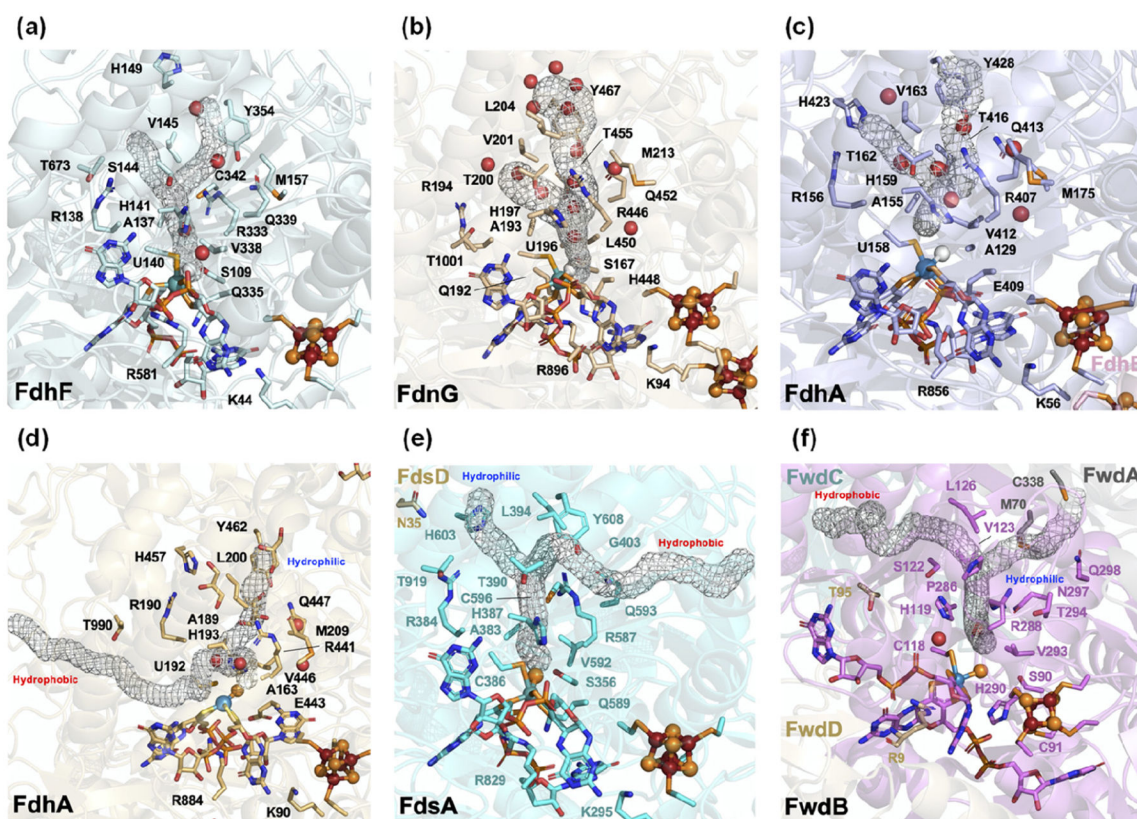 (a)
H149
Y354
V145
T673
S144
C342
M157
R138
H141
A137
Q339
R333
V338
U140
S109
Q335
R581
K44
FdhF
(b)
Y467
L204
V201
T455
M213
R194
T200
Q452
H197
A193
R446
L450
U196
T1001
S167
H448
Q192
R896
K94
FdnG
(c)
Y428
V163
H423
T416
Q413
T162
H159
R156
R407
M175
A155
V412
A129
U158
E409
R856
K56
FdhB
FdhA
(d)
Y462
H457
L200
Hydrophilic
R190
Q447
A189
T990
H193
M209
R441
U192
V446
Hydrophobic
A163
E443
R884
K90
FdhA
(e)
FdsD
Hydrophilic
N35
L394
Y608
H603
G403
Hydrophobic
T919
T390
C596
Q593
R384
H387
A383
R587
V592
C386
S356
Q589
R829
K295
FdsA
(f)
FwdC
C338
FwdA
Hydrophobic
L126
M70
V123
S122
Q298
P286
Hydrophilic
T95
N297
H119
T294
R288
C118
V293
S90
H290
FwdD
C91
R9
FwdB